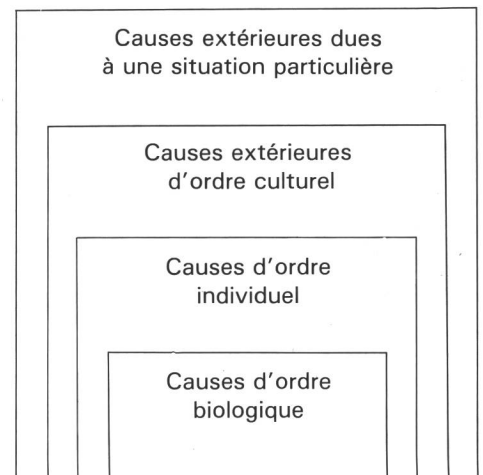 Causes extérieures dues
à une situation particulière
Causes extérieures
d'ordre culturel
Causes d'ordre
individuel
Causes d'ordre
biologique